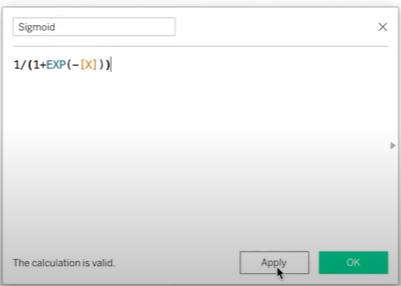 Sigmoid
1/(1+EXP(-[X]))
The calculation is valid.
Apply
OK